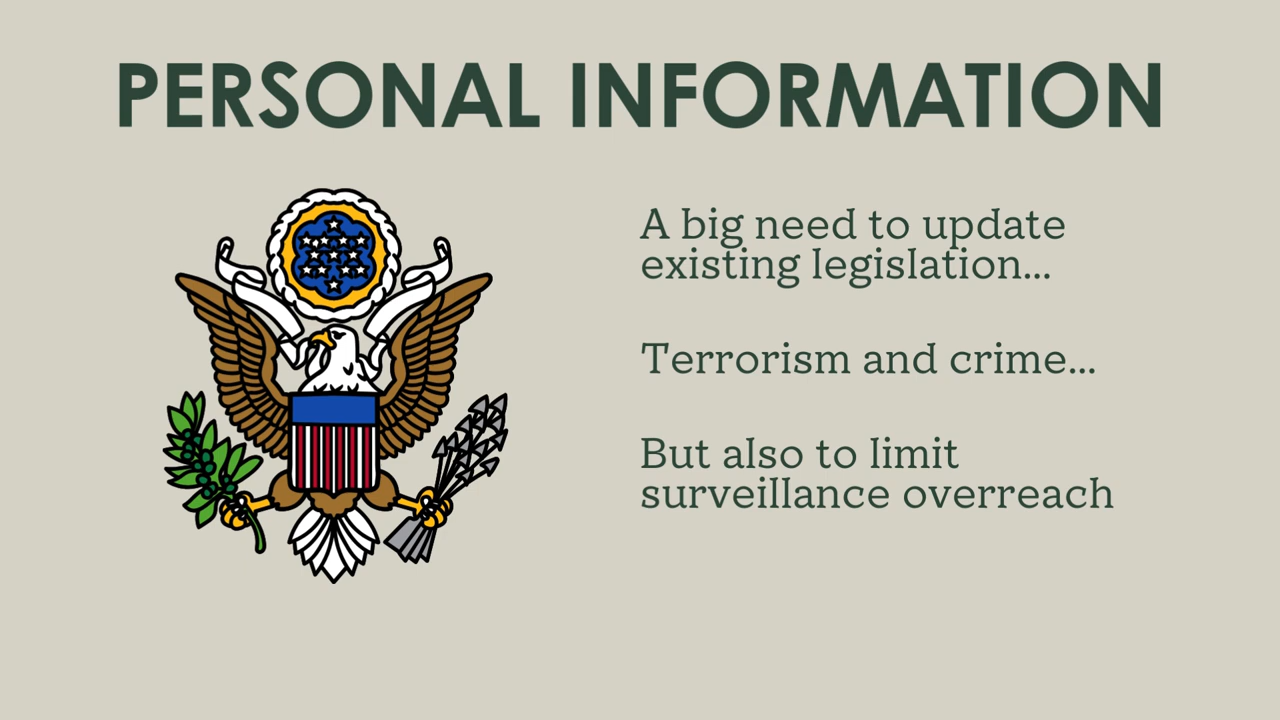 PERSONAL INFORMATION
A big need to update
existing legislation...
Terrorism and crime...
But also to limit
surveillance overreach